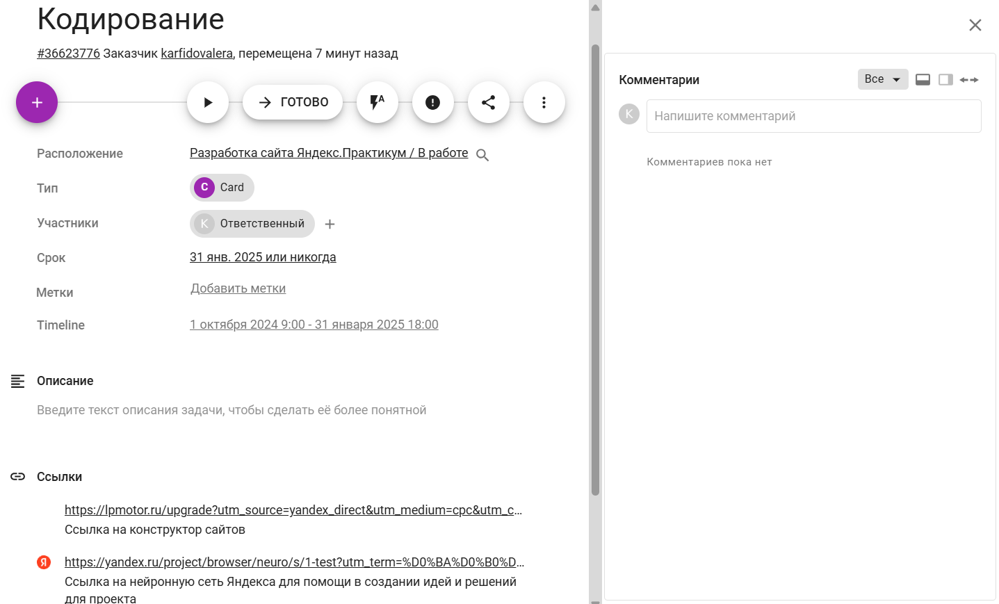 Кодирование
#36623776 Заказчик karfidovalera, перемещена 7 минут назад
ГОТОВО
A
Расположение
Разработка сайта Яндекс.Практикум / В работе
Тип
C Card
Участники
K Ответственный
Срок
31 янв. 2025 или никогда
Метки
Добавить метки
Timeline
1 октября 2024 9:00 - 31 января 2025 18:00
Описание
Введите текст описания задачи, чтобы сделать её более понятной
Ссылки
https://lpmotor.ru/upgrade?utm_source=yandex_direct&utm_medium=cpc&utm_c...
Ссылка на конструктор сайтов
Я
https://yandex.ru/project/browser/neuro/s/1-test?utm_term=%D0%BA%D0%B0%D...
Ссылка на нейронную сеть Яндекса для помощи в создании идей и решений
для проекта
Комментарии
Все
K
Напишите комментарий
Комментариев пока нет